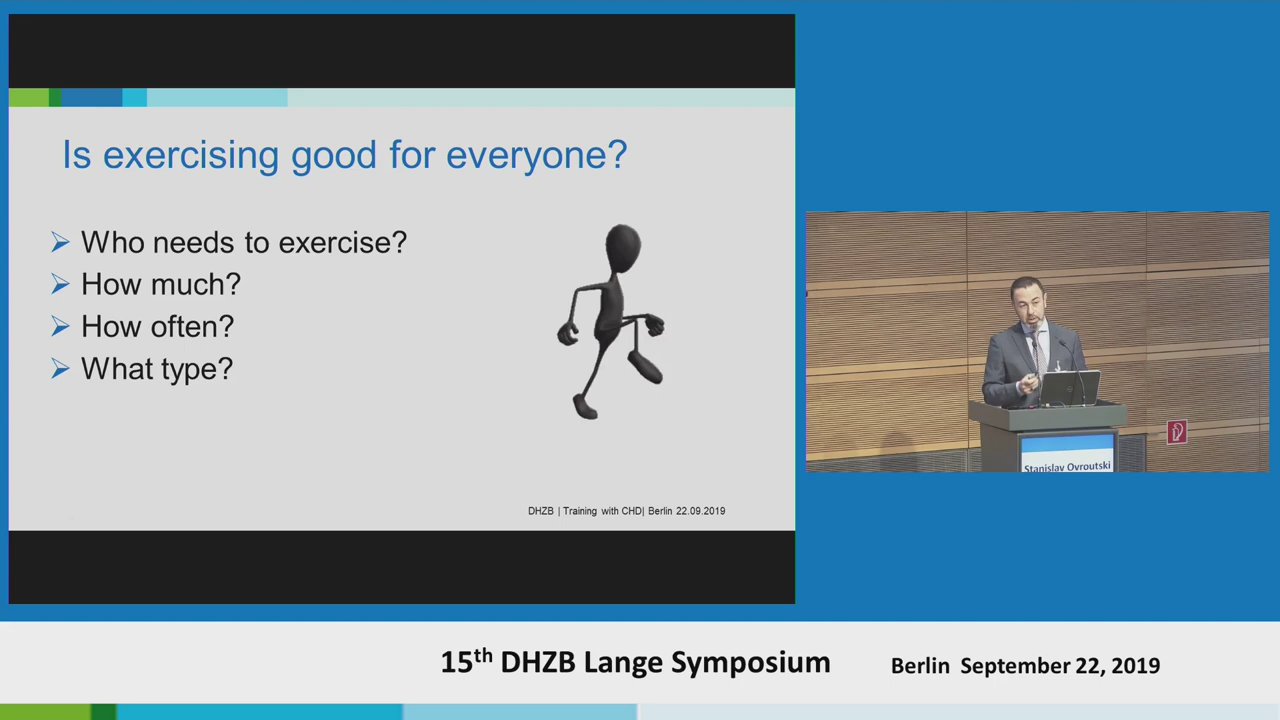 Is exercising good for everyone?
Who needs to exercise?
How much?
How often?
What type?
DHZB | Training with CHD| Berlin 22.09.2019
Stanislav Ovroutski
15th DHZB Lange Symposium
Berlin September 22, 2019